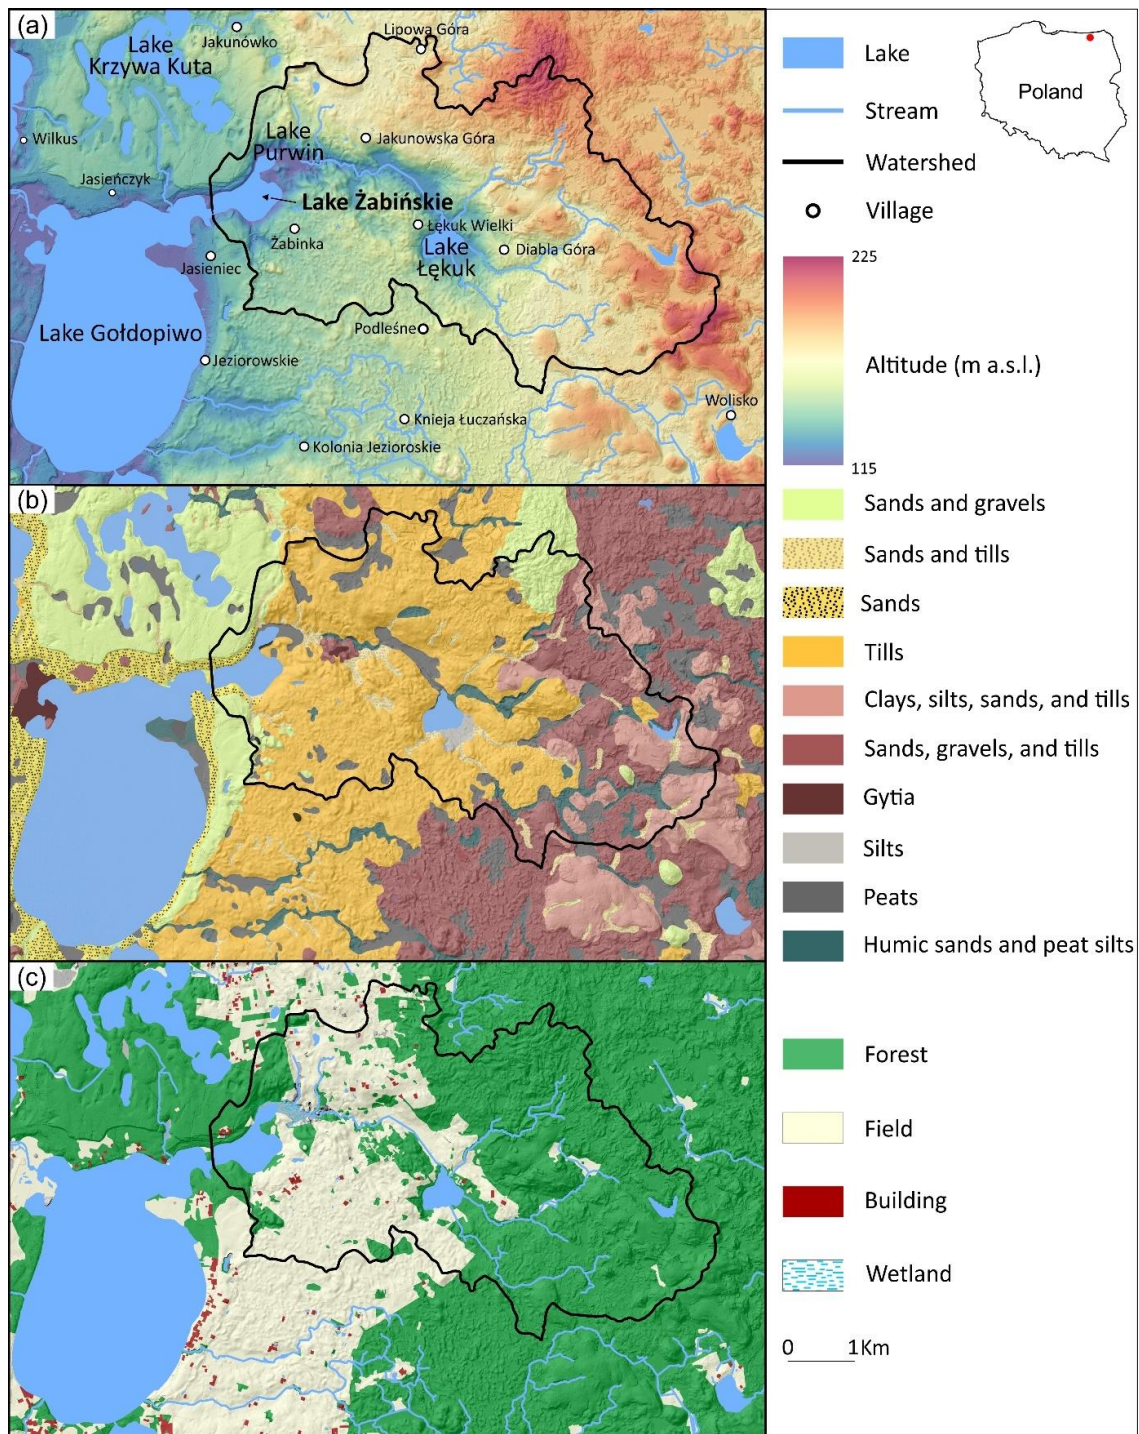 (a)
Lake
Krzywa Kuta
Jakunówko
Lipowa Góra
Wilkus
Lake
Purwin
Jakunowska Góra
Jasieńczyk
Lake Żabińskie
Żabinka
Łękuk Wielki
Lake
Łękuk
Diabla Góra
Jasieniec
Lake Gołdopiwo
Podleśne
Jeziorowskie
Wolisko
Knieja Łuczańska
Kolonia Jezioroskie
(b)
(c)
Poland
Lake
Stream
Watershed
Village
225
Altitude (m a.s.l.)
115
Sands and gravels
Sands and tills
Sands
Tills
Clays, silts, sands, and tills
Sands, gravels, and tills
Gytia
Silts
Peats
Humic sands and peat silts
Forest
Field
Building
Wetland
0 1Km